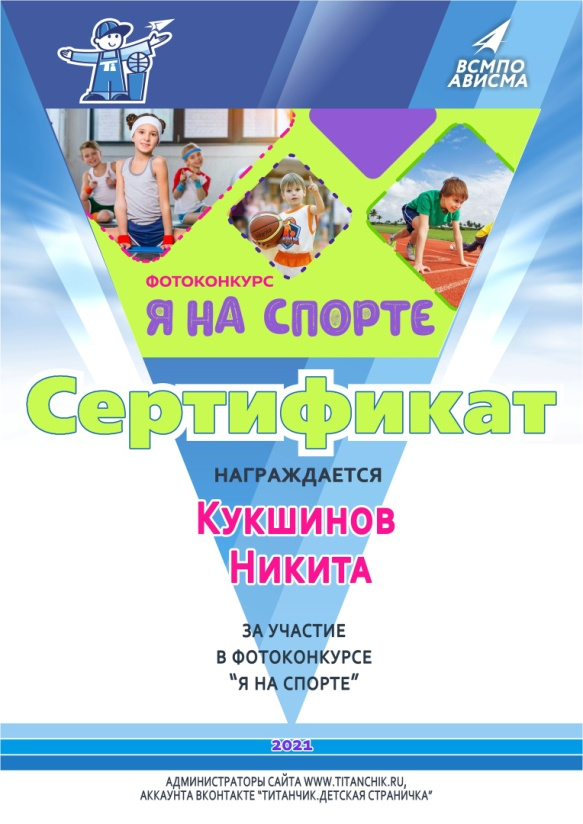 ВСМПО
АВИСМА
ФОТОКОНКУРС
Я НА СПОРТЕ
Сертификат
НАГРАЖДАЕТСЯ
Кукшинов
Никита
ЗА УЧАСТИЕ
В ФОТОКОНКУРСЕ
"Я НА СПОРТЕ"
2021
АДМИНИСТРАТОРЫ САЙТА WWW.TITANCHIK.RU,
АККАУНТА ВКОНТАКТЕ "ТИТАНЧИК.ДЕТСКАЯ СТРАНИЧКА"